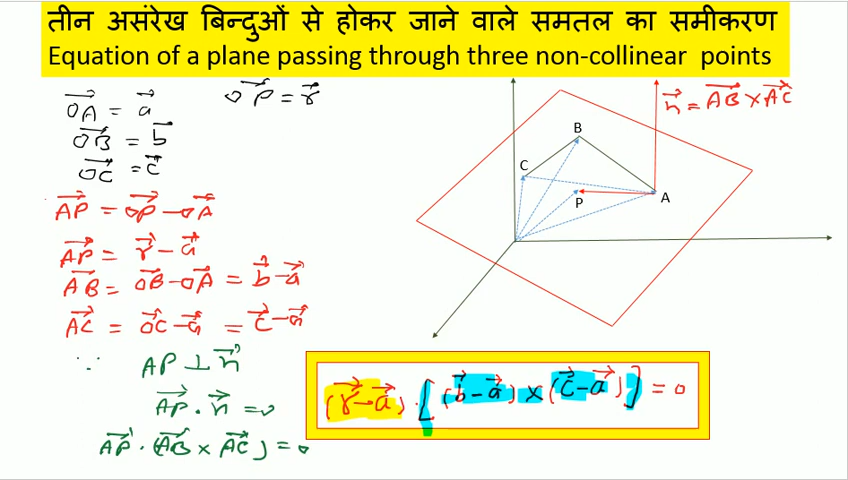 तीन असंरेख बिन्दुओं से होकर जाने वाले समतल का समीकरण
Equation of a plane passing through three non-collinear points
OA⃗ = a⃗
OB⃗ = b⃗
OC⃗ = c⃗
OP⃗ = r⃗
AP⃗ = OP⃗ - OA⃗
AP⃗ = r⃗ - a⃗
AB⃗ = OB⃗ - OA⃗ = b⃗ - a⃗
AC⃗ = OC⃗ - a⃗ = c⃗ - a⃗
∵ AP ⊥ n⃗
AP⃗ . n⃗ = 0
AP⃗ . (AB⃗ × AC⃗) = 0
n⃗ = AB⃗ × AC⃗
B
C
P
A
(r⃗ - a⃗) . [(b⃗ - a⃗) × (c⃗ - a⃗)] = 0